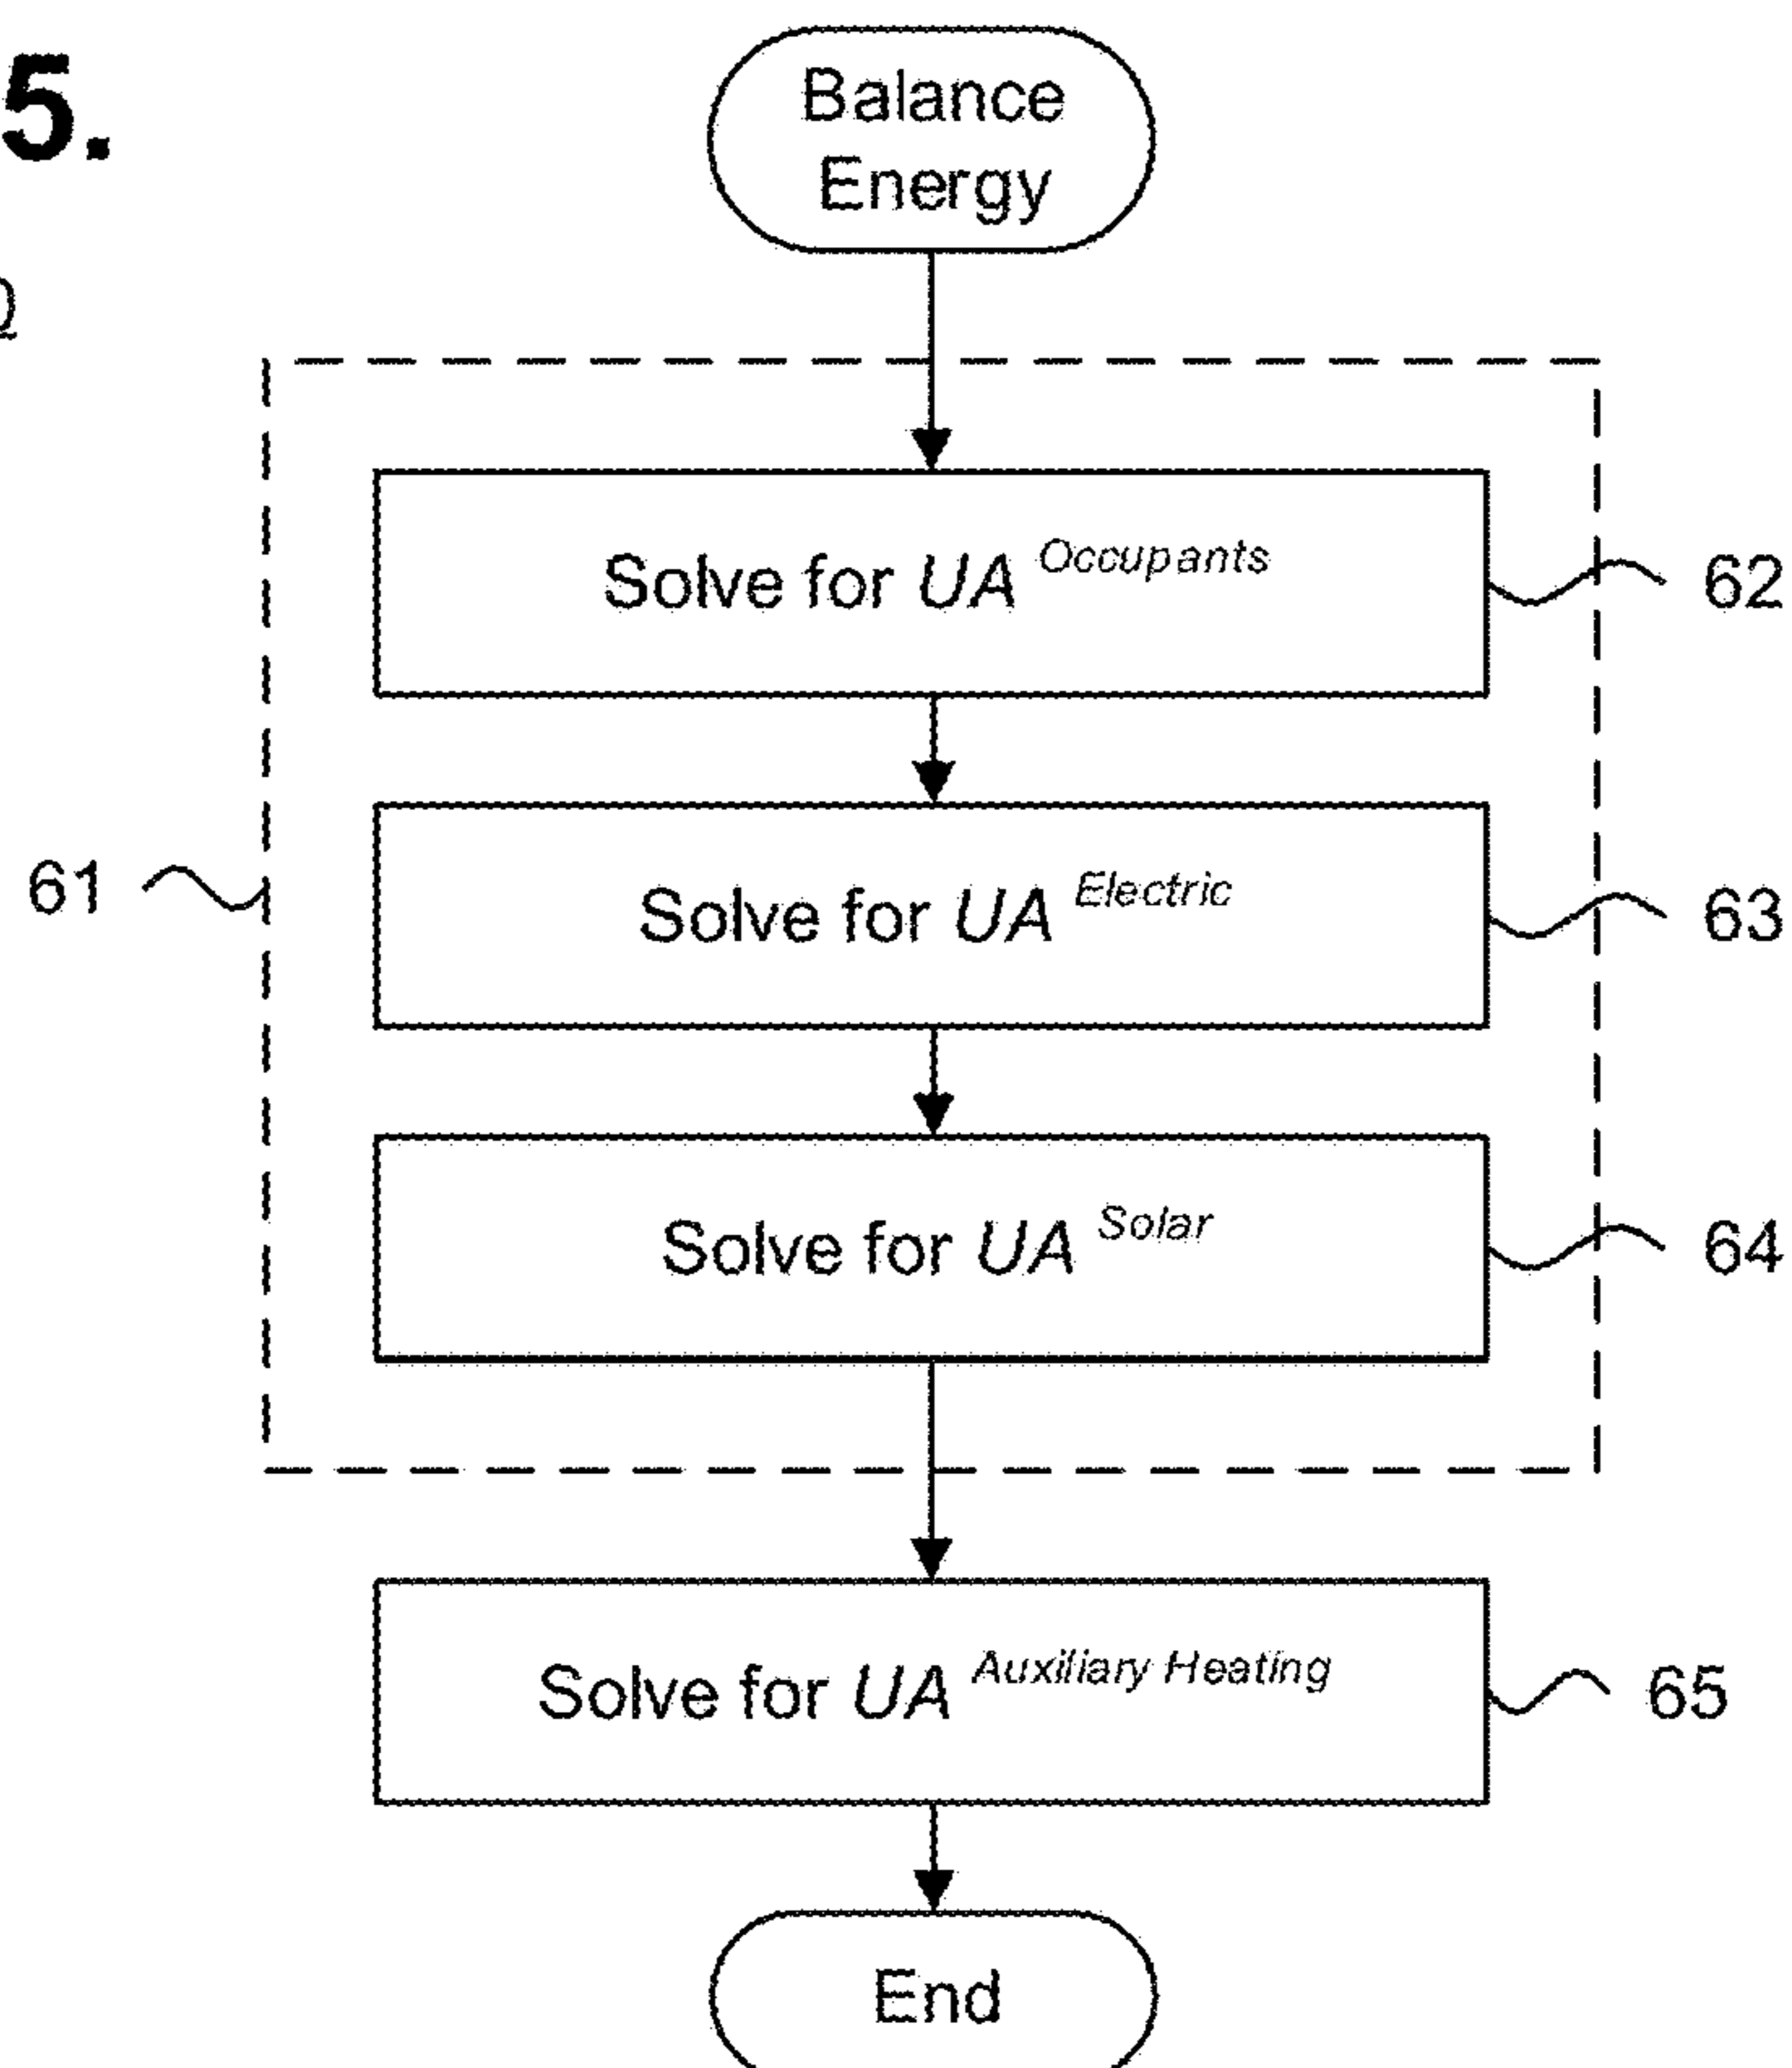 5.
Balance
Energy
Solve for UA Occupants
62
Solve for UA Electric
61
63
Solve for UA Solar
64
Solve for UA Auxiliary Heating
65
End